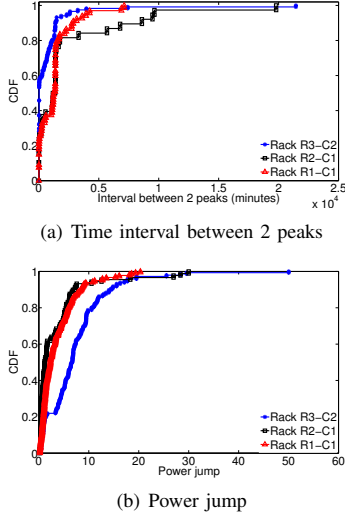 1
0.8
0.6
0.4
0.2
0
CDF
0 0.5 1 1.5 2 2.5
x 10⁴
Interval between 2 peaks (minutes)
Rack R3−C2
Rack R2−C1
Rack R1−C1
(a) Time interval between 2 peaks
1
0.8
0.6
0.4
0.2
0
CDF
0 10 20 30 40 50 60
Power jump
Rack R3−C2
Rack R2−C1
Rack R1−C1
(b) Power jump